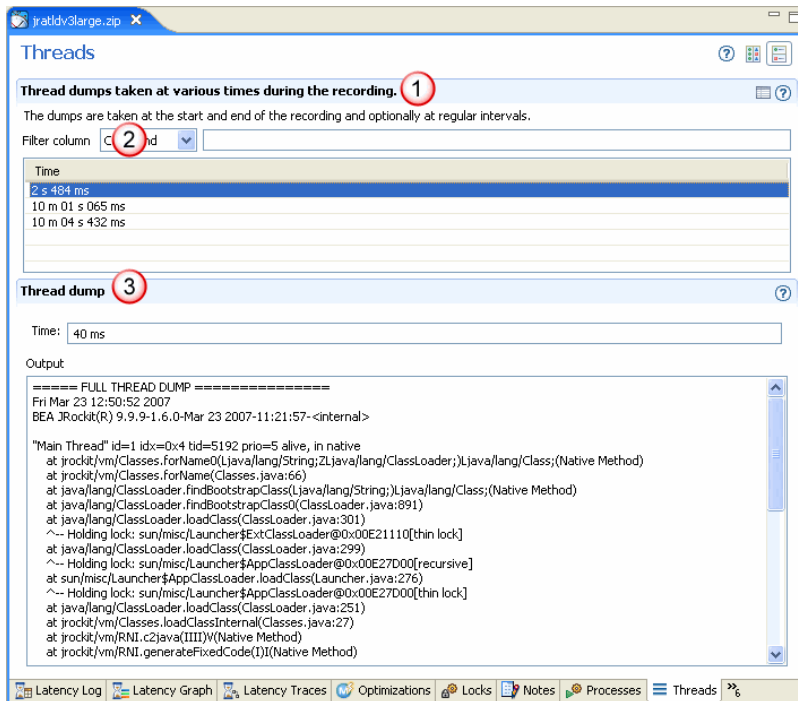 jratldv3large.zip
Threads
Thread dumps taken at various times during the recording. 1
The dumps are taken at the start and end of the recording and optionally at regular intervals.
Filter column 2 nd
Time
2 s 484 ms
10 m 01 s 065 ms
10 m 04 s 432 ms
Thread dump 3
Time: 40 ms
Output
===== FULL THREAD DUMP ===============
Fri Mar 23 12:50:52 2007
BEA JRockit(R) 9.9.9-1.6.0-Mar 23 2007-11:21:57-<internal>
"Main Thread" id=1 idx=0x4 tid=5192 prio=5 alive, in native
at jrockit/vm/Classes.forName0(Ljava/lang/String;ZLjava/lang/ClassLoader;)Ljava/lang/Class;(Native Method)
at jrockit/vm/Classes.forName(Classes.java:66)
at java/lang/ClassLoader.findBootstrapClass(Ljava/lang/String;)Ljava/lang/Class;(Native Method)
at java/lang/ClassLoader.findBootstrapClass0(ClassLoader.java:891)
at java/lang/ClassLoader.loadClass(ClassLoader.java:301)
^-- Holding lock: sun/misc/Launcher$ExtClassLoader@0x00E21110[thin lock]
at java/lang/ClassLoader.loadClass(ClassLoader.java:299)
^-- Holding lock: sun/misc/Launcher$AppClassLoader@0x00E27D00[recursive]
at sun/misc/Launcher$AppClassLoader.loadClass(Launcher.java:276)
^-- Holding lock: sun/misc/Launcher$AppClassLoader@0x00E27D00[thin lock]
at java/lang/ClassLoader.loadClass(ClassLoader.java:251)
at jrockit/vm/Classes.loadClassInternal(Classes.java:27)
at jrockit/vm/RNI.c2java(IIII)V(Native Method)
at jrockit/vm/RNI.generateFixedCode(I)I(Native Method)
Latency Log Latency Graph Latency Traces Optimizations Locks Notes Processes Threads »6